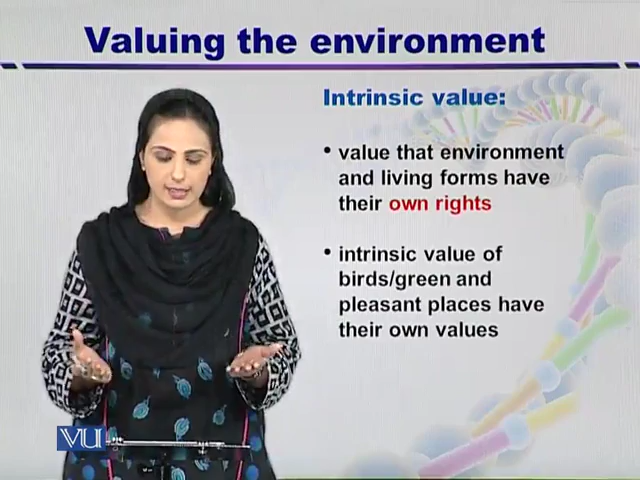 Valuing the environment
Intrinsic value:
• value that environment
and living forms have
their own rights
• intrinsic value of
birds/green and
pleasant places have
their own values
VU